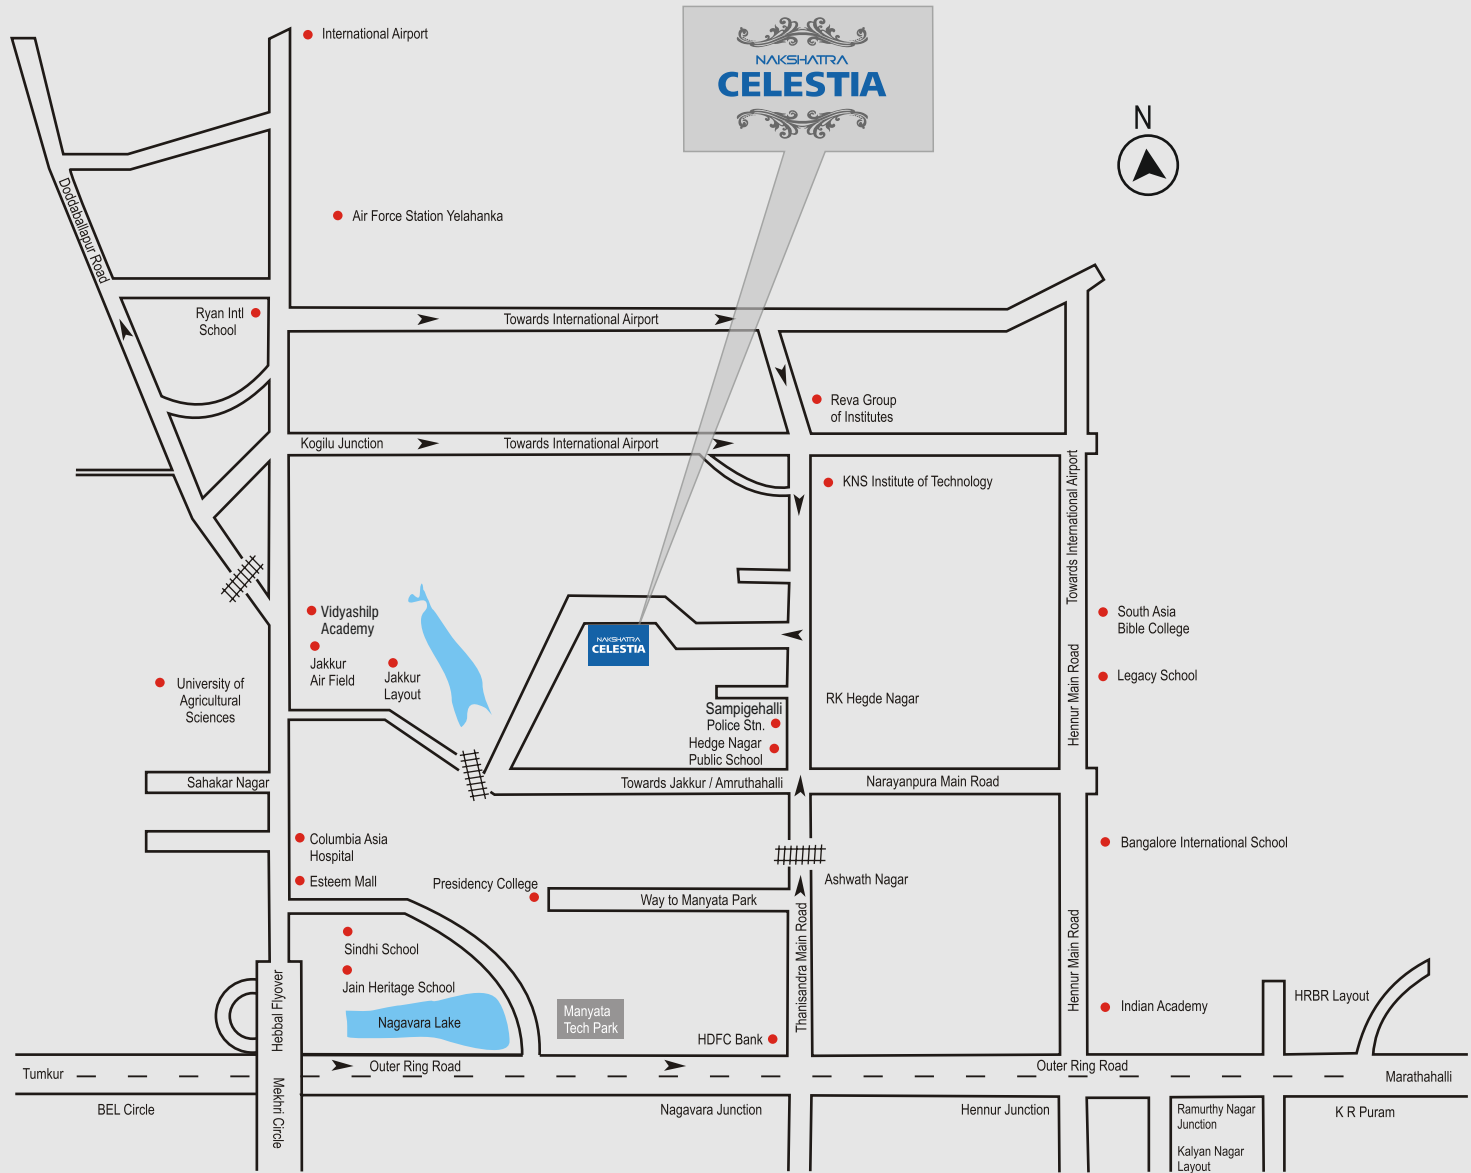 International Airport
NAKSHATRA
CELESTIA
N
Doddaballapur Road
Air Force Station Yelahanka
Ryan Intl
School
Towards International Airport
Reva Group
of Institutes
Kogilu Junction
Towards International Airport
KNS Institute of Technology
Towards International Airport
Vidyashilp
Academy
Jakkur
Air Field
Jakkur
Layout
NAKSHATRA
CELESTIA
South Asia
Bible College
Hennur Main Road
Legacy School
University of
Agricultural
Sciences
RK Hegde Nagar
Sampigehalli
Police Stn.
Hedge Nagar
Public School
Sahakar Nagar
Towards Jakkur / Amruthahalli
Narayanpura Main Road
Columbia Asia
Hospital
Bangalore International School
Esteem Mall
Presidency College
Ashwath Nagar
Way to Manyata Park
Thanisandra Main Road
Hennur Main Road
Sindhi School
Jain Heritage School
Hebbal Flyover
Nagavara Lake
Manyata
Tech Park
HDFC Bank
Indian Academy
HRBR Layout
Tumkur
Outer Ring Road
Outer Ring Road
Marathahalli
Mekhri Circle
BEL Circle
Nagavara Junction
Hennur Junction
Ramurthy Nagar
Junction
Kalyan Nagar
Layout
K R Puram